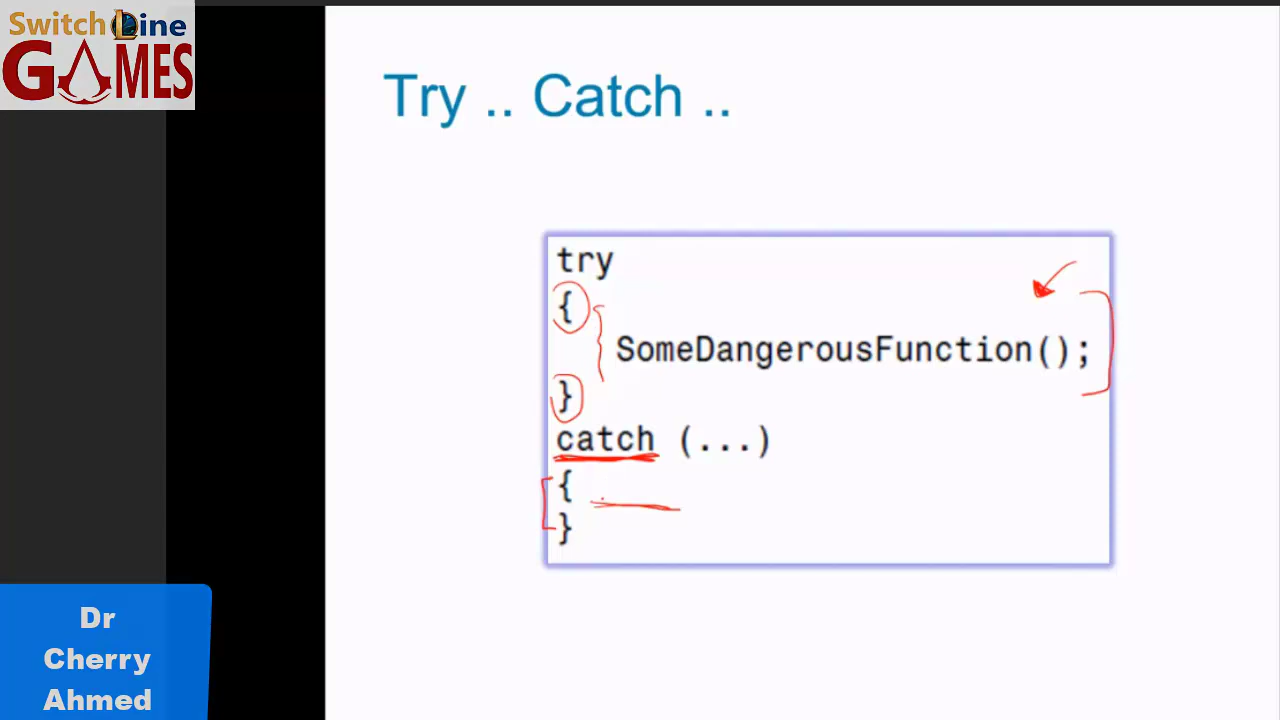 Switch Line
GAMES
Try .. Catch ..
try
{
SomeDangerousFunction();
}
catch (...)
{
}
Dr
Cherry
Ahmed